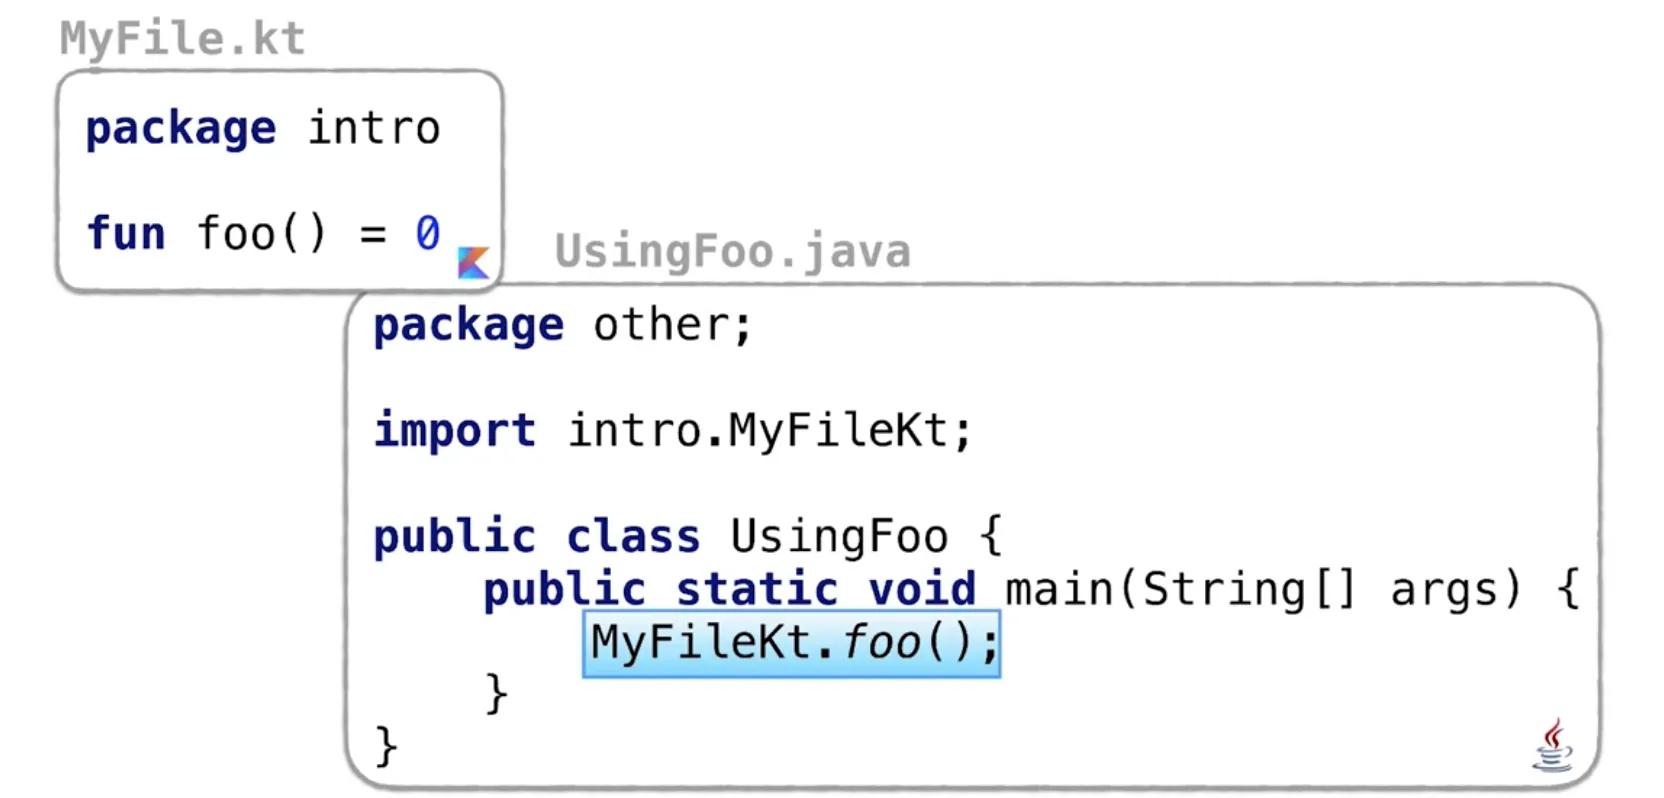 MyFile.kt
package intro
fun foo() = 0
UsingFoo.java
package other;
import intro.MyFileKt;
public class UsingFoo {
public static void main(String[] args) {
MyFileKt.foo();
}
}